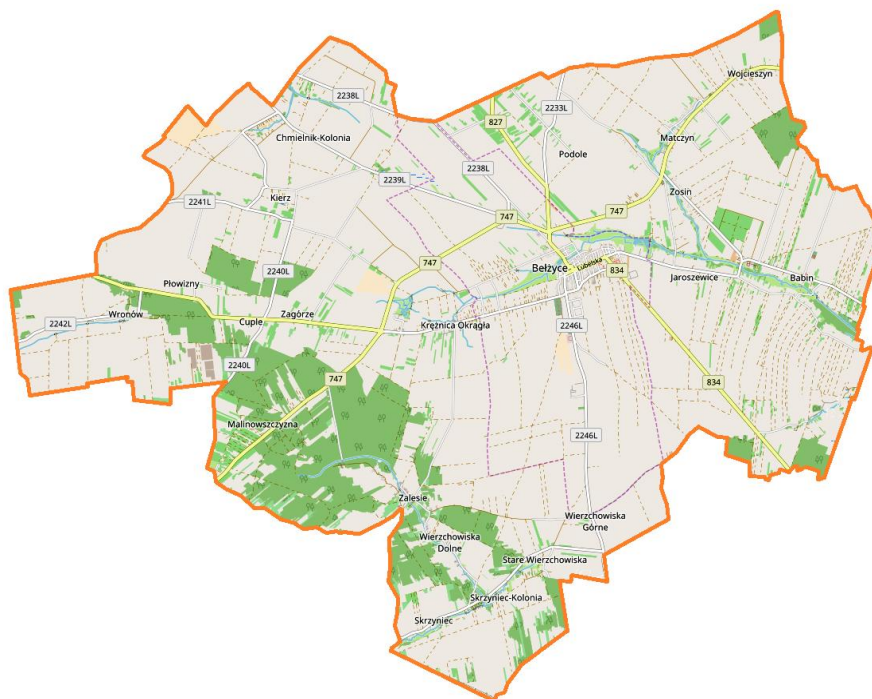 Wojcieszyn
2238L
2233L
827
Matczyn
Chmielnik-Kolonia
Podole
2238L
2239L
Zosin
Kierz
2241L
747
747
747
Lubelska
Bełżyce
834
2240L
Jaroszewice
Babin
Płowizny
Wronów
Zagórze
Cuple
2242L
Krężnica Okrągła
2246L
2240L
747
834
Malinowszczyzna
2246L
Zalesie
Wierzchowiska
Górne
Wierzchowiska
Dolne
Stare Wierzchowiska
Skrzyniec-Kolonia
Skrzyniec